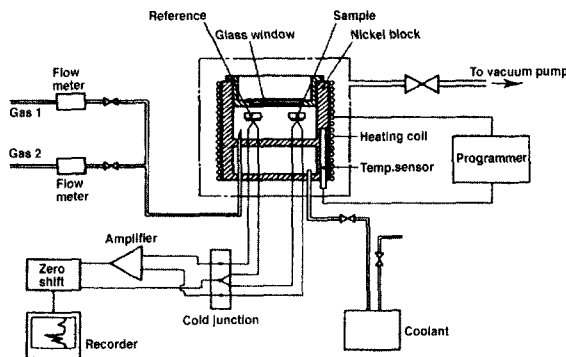 Reference
Sample
Glass window
Nickel block
Flow
meter
To vacuum pump
Gas 1
Heating coil
Gas 2
Programmer
Temp.sensor
Flow
meter
Amplifier
Zero
shift
Cold junction
Coolant
Recorder